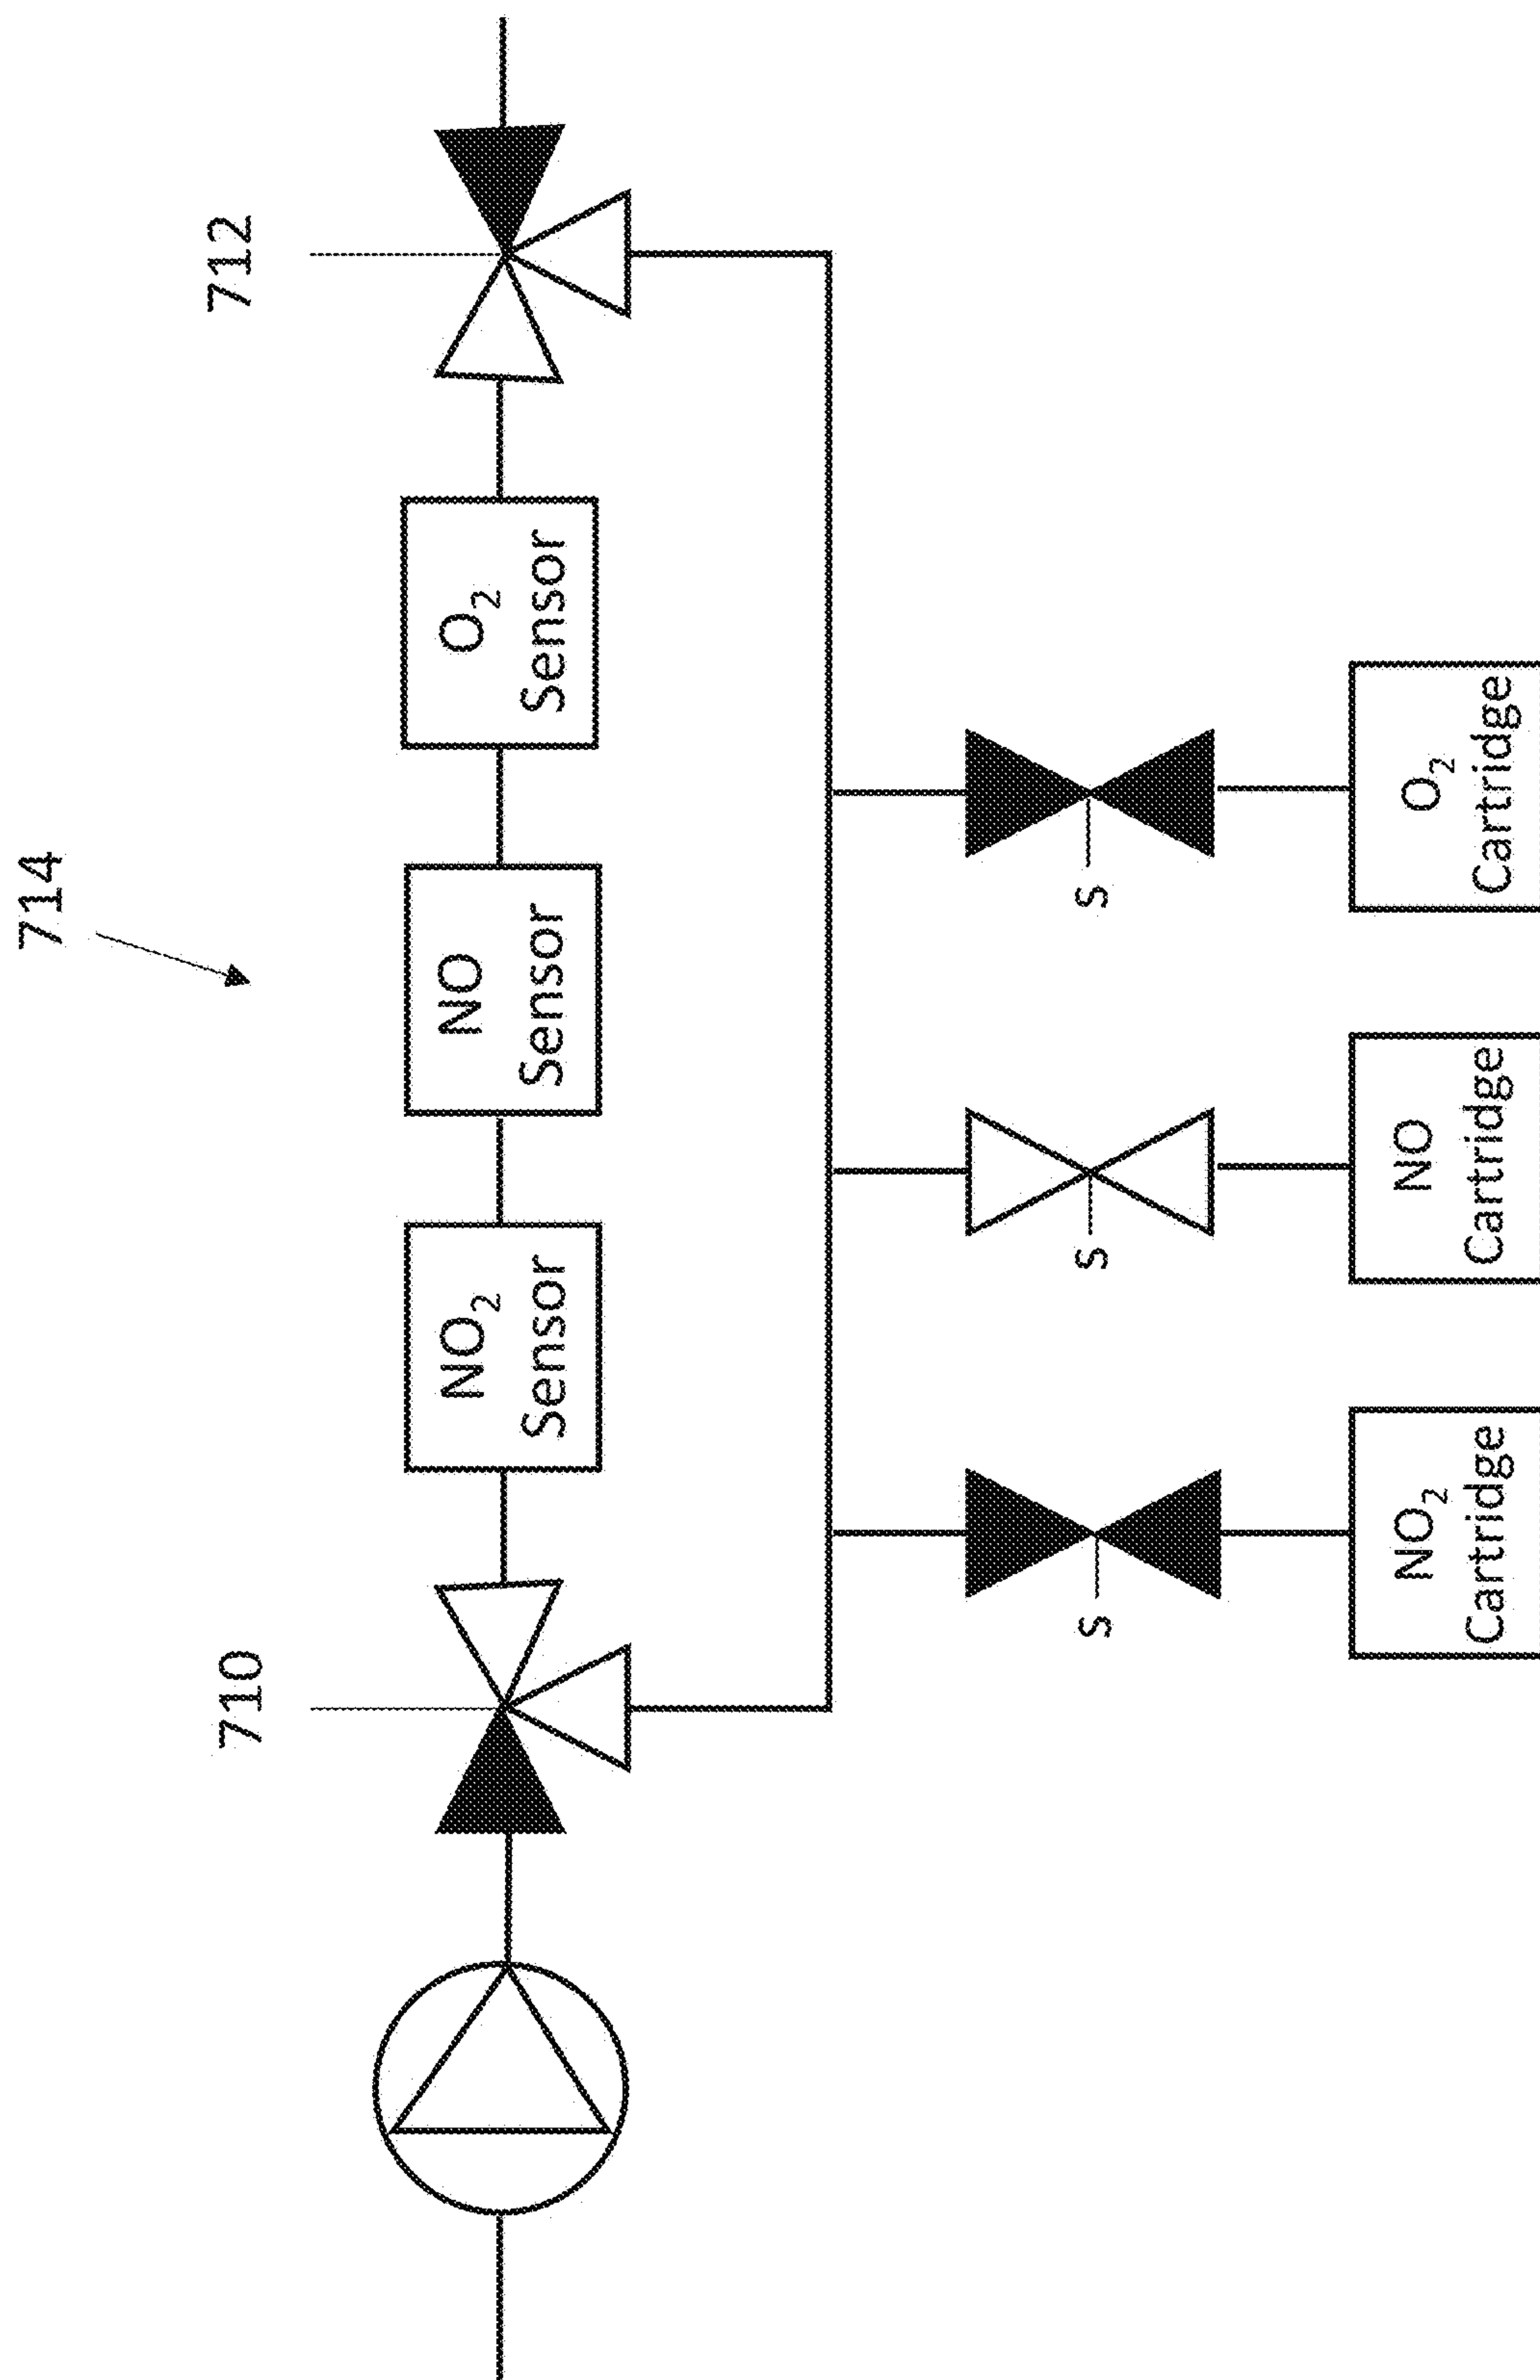 714
710
712
NO₂
Sensor
NO
Sensor
O₂
Sensor
S
S
S
NO₂
Cartridge
NO
Cartridge
O₂
Cartridge